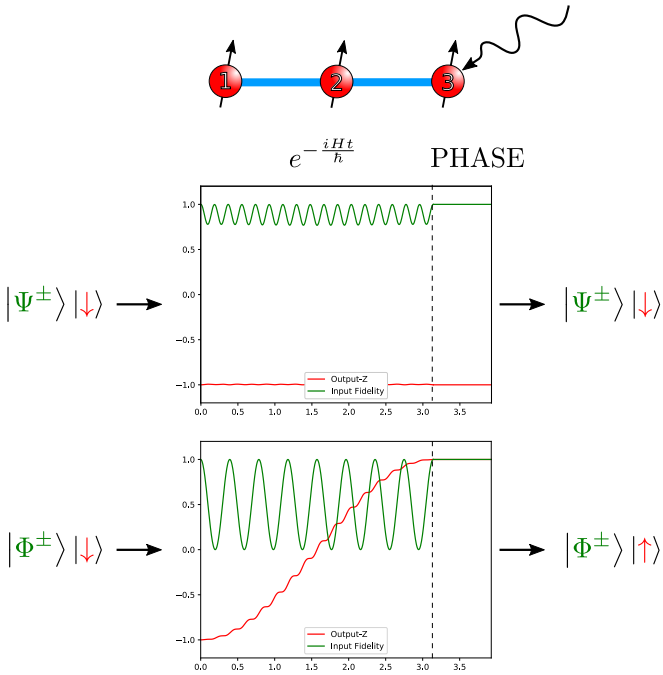 1 2 3
e^{-\frac{iHt}{\hbar}} PHASE
1.0
0.5
0.0
−0.5
−1.0
|Ψ^±⟩|↓⟩
|Ψ^±⟩|↓⟩
Output-Z
Input Fidelity
0.0 0.5 1.0 1.5 2.0 2.5 3.0 3.5
1.0
0.5
0.0
−0.5
−1.0
|Φ^±⟩|↓⟩
|Φ^±⟩|↑⟩
Output-Z
Input Fidelity
0.0 0.5 1.0 1.5 2.0 2.5 3.0 3.5